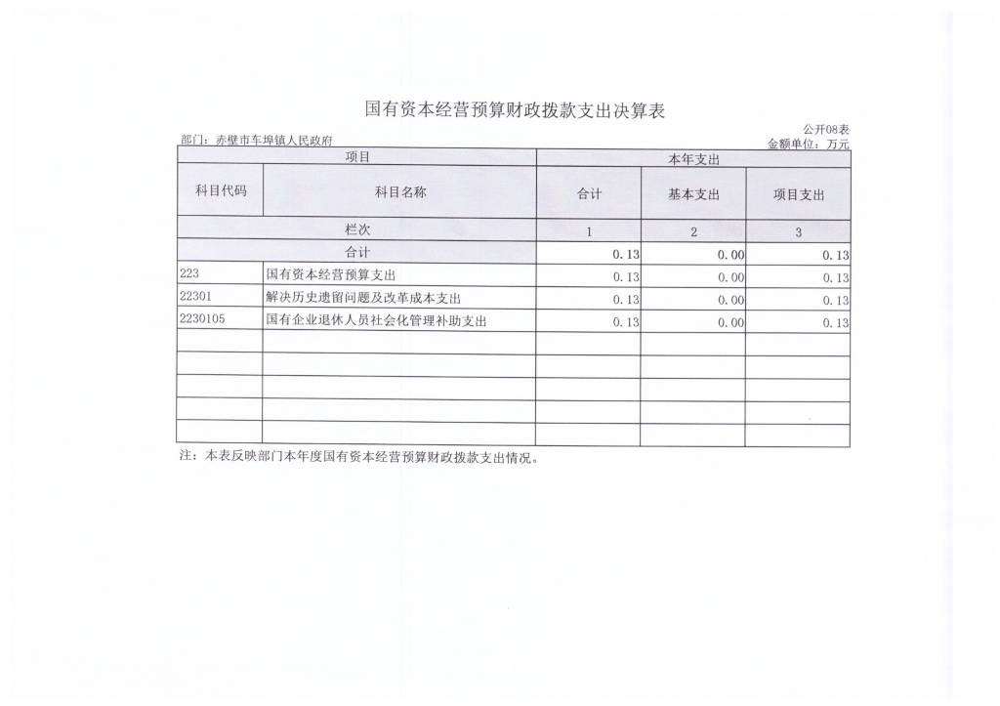 国有资本经营预算财政拨款支出决算表
公开08表
部门：赤壁市车埠镇人民政府 金额单位：万元
项目 本年支出
科目代码 科目名称 合计 基本支出 项目支出
栏次 1 2 3
合计 0.13 0.00 0.13
223 国有资本经营预算支出 0.13 0.00 0.13
22301 解决历史遗留问题及改革成本支出 0.13 0.00 0.13
2230105 国有企业退休人员社会化管理补助支出 0.13 0.00 0.13
注：本表反映部门本年度国有资本经营预算财政拨款支出情况。